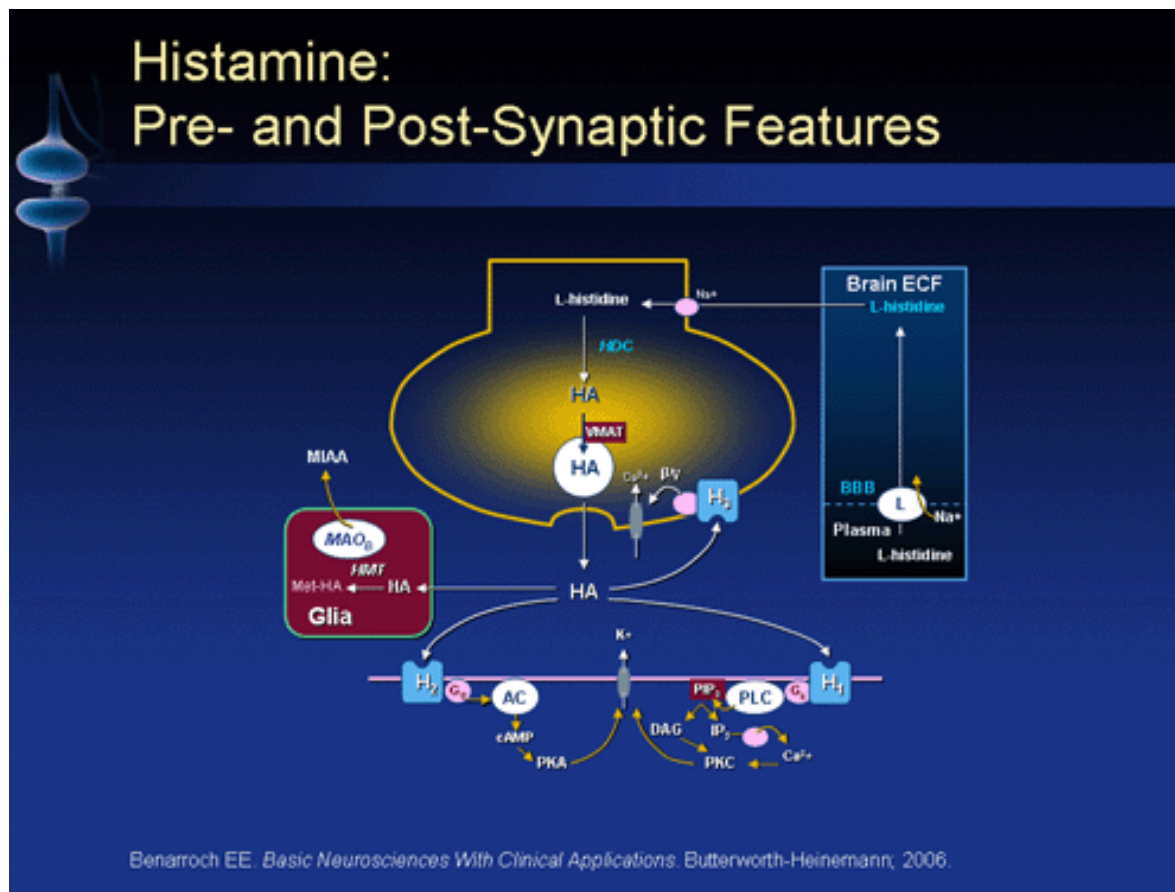 Histamine:
Pre- and Post-Synaptic Features
Brain ECF
L-histidine
L-histidine
Na+
HDC
HA
VMAT
HA
Ca²⁺
βγ
H₃
BBB
L
Na+
Plasma
L-histidine
MIAA
MAO_B
HMT
Met-HA
HA
Glia
HA
K+
H₂
AC
cAMP
PKA
PIP₂
PLC
H₁
DAG
IP₃
PKC
Ca²⁺
Benarroch EE. Basic Neurosciences With Clinical Applications. Butterworth-Heinemann; 2006.